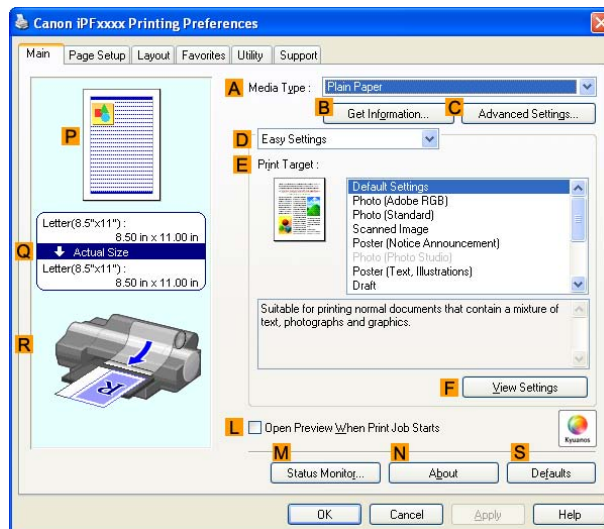 Canon iPFxxxx Printing Preferences
Main Page Setup Layout Favorites Utility Support
A Media Type : Plain Paper
B C
Get Information... Advanced Settings...
P
D Easy Settings
E Print Target :
Default Settings
Photo (Adobe RGB)
Photo (Standard)
Scanned Image
Poster (Notice Announcement)
Photo (Photo Studio)
Poster (Text, Illustrations)
Draft
Letter(8.5"x11") :
8.50 in x 11.00 in
Q Actual Size
Letter(8.5"x11") :
8.50 in x 11.00 in
Suitable for printing normal documents that contain a mixture of
text, photographs and graphics.
R
R
F View Settings
L Open Preview When Print Job Starts
Kyuanos
M N S
Status Monitor... About Defaults
OK Cancel Apply Help